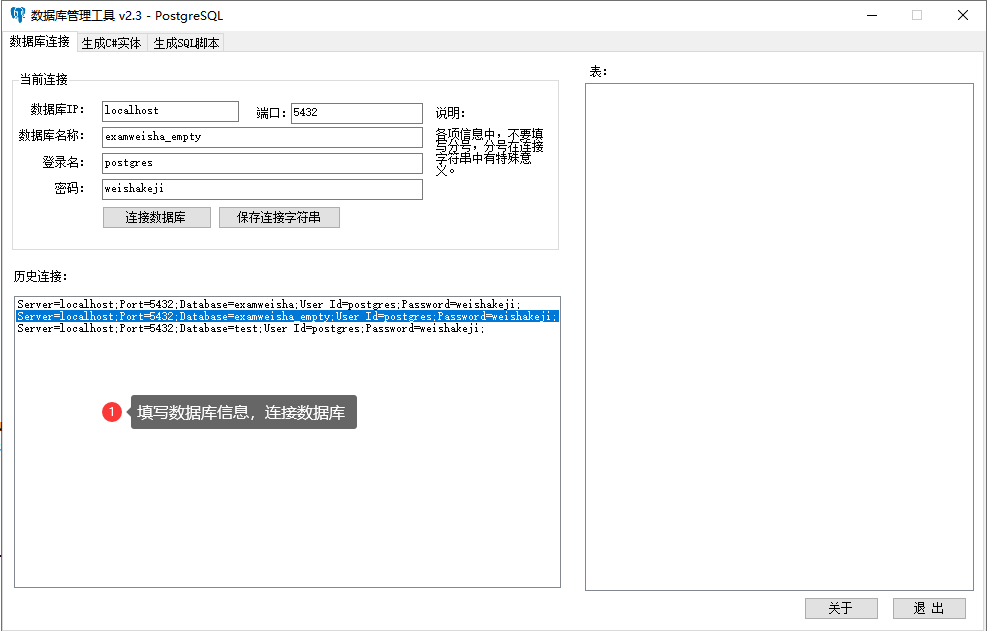 数据库管理工具 v2.3 - PostgreSQL
数据库连接 生成C#实体 生成SQL脚本
当前连接
数据库IP: localhost 端口: 5432
数据库名称: examweisha_empty
登录名: postgres
密码: weishakeji
连接数据库 保存连接字符串
说明:
各项信息中，不要填
写分号，分号在连接
字符串中有特殊意
义。
历史连接:
Server=localhost;Port=5432;Database=examweisha;User Id=postgres;Password=weishakeji;
Server=localhost;Port=5432;Database=examweisha_empty;User Id=postgres;Password=weishakeji;
Server=localhost;Port=5432;Database=test;User Id=postgres;Password=weishakeji;
1 填写数据库信息，连接数据库
表:
关于 退 出